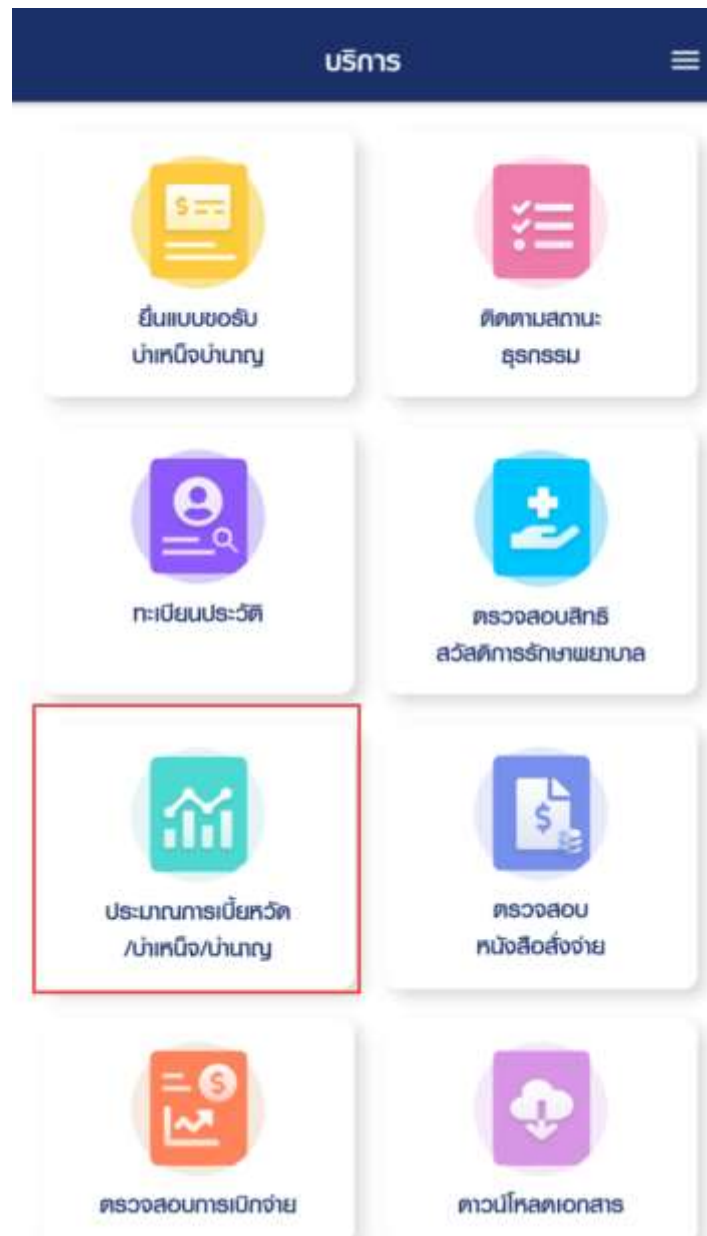 บริการ
ยื่นแบบขอรับ
บำเหน็จบำนาญ
ติดตามสถานะ
ธุรกรรม
ทะเบียนประวัติ
ตรวจสอบสิทธิ
สวัสดิการรักษาพยาบาล
ประมาณการเบี้ยหวัด
/บำเหน็จ/บำนาญ
ตรวจสอบ
หนังสือสั่งจ่าย
ตรวจสอบการเบิกจ่าย
ดาวน์โหลดเอกสาร